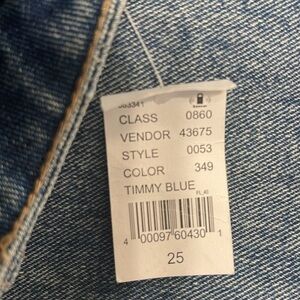 CLASS 0860
VENDOR 43675
STYLE 0053
COLOR 349
TIMMY BLUE
4 00097 60430 1
25